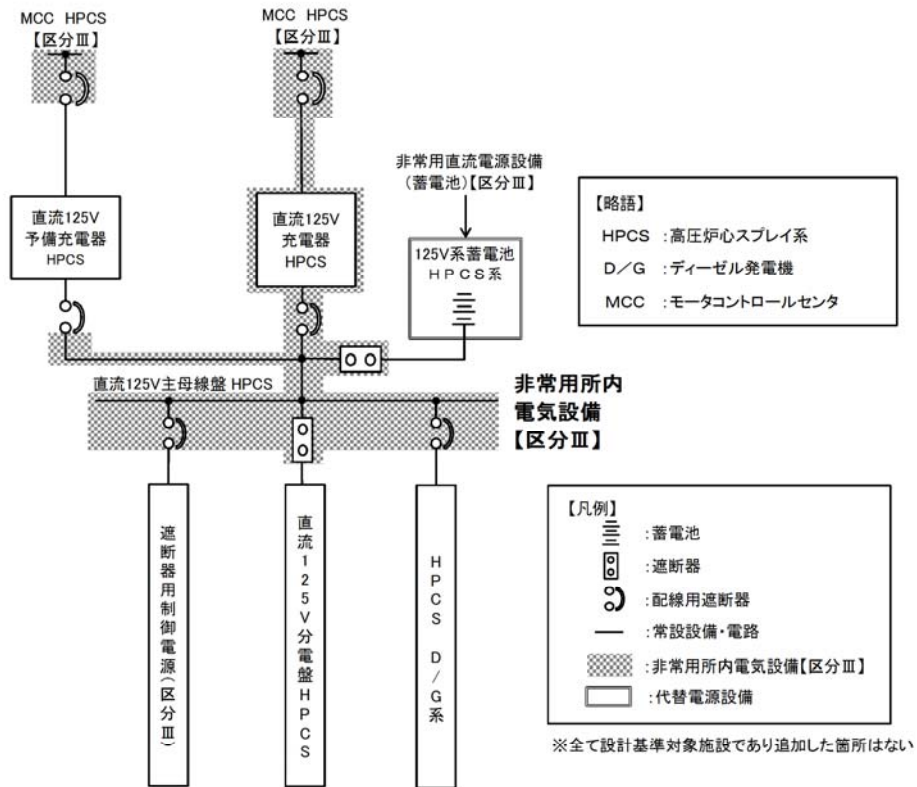 MCC HPCS
【区分Ⅲ】
MCC HPCS
【区分Ⅲ】
非常用直流電源設備
(蓄電池)【区分Ⅲ】
直流125V
予備充電器
HPCS
直流125V
充電器
HPCS
125V系蓄電池
HPCS系
【略語】
HPCS :高圧炉心スプレイ系
D/G :ディーゼル発電機
MCC :モータコントロールセンタ
直流125V主母線盤 HPCS
非常用所内
電気設備
【区分Ⅲ】
遮断器用制御電源(区分Ⅲ)
直流125V分電盤HPCS
HPCS D/G系
【凡例】
:蓄電池
:遮断器
:配線用遮断器
:常設設備・電路
:非常用所内電気設備【区分Ⅲ】
:代替電源設備
※全て設計基準対象施設であり追加した箇所はない